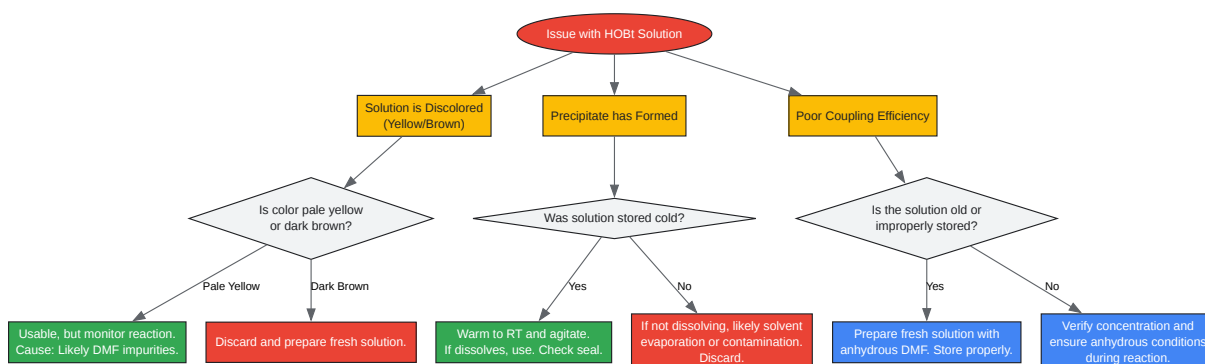 Issue with HOBt Solution
Solution is Discolored
(Yellow/Brown)
Precipitate has Formed
Poor Coupling Efficiency
Is color pale yellow
or dark brown?
Was solution stored cold?
Is the solution old or
improperly stored?
Pale Yellow
Dark Brown
Yes
No
Yes
No
Usable, but monitor reaction.
Cause: Likely DMF impurities.
Discard and prepare fresh solution.
Warm to RT and agitate.
If dissolves, use. Check seal.
If not dissolving, likely solvent
evaporation or contamination.
Discard.
Prepare fresh solution with
anhydrous DMF. Store properly.
Verify concentration and
ensure anhydrous conditions
during reaction.